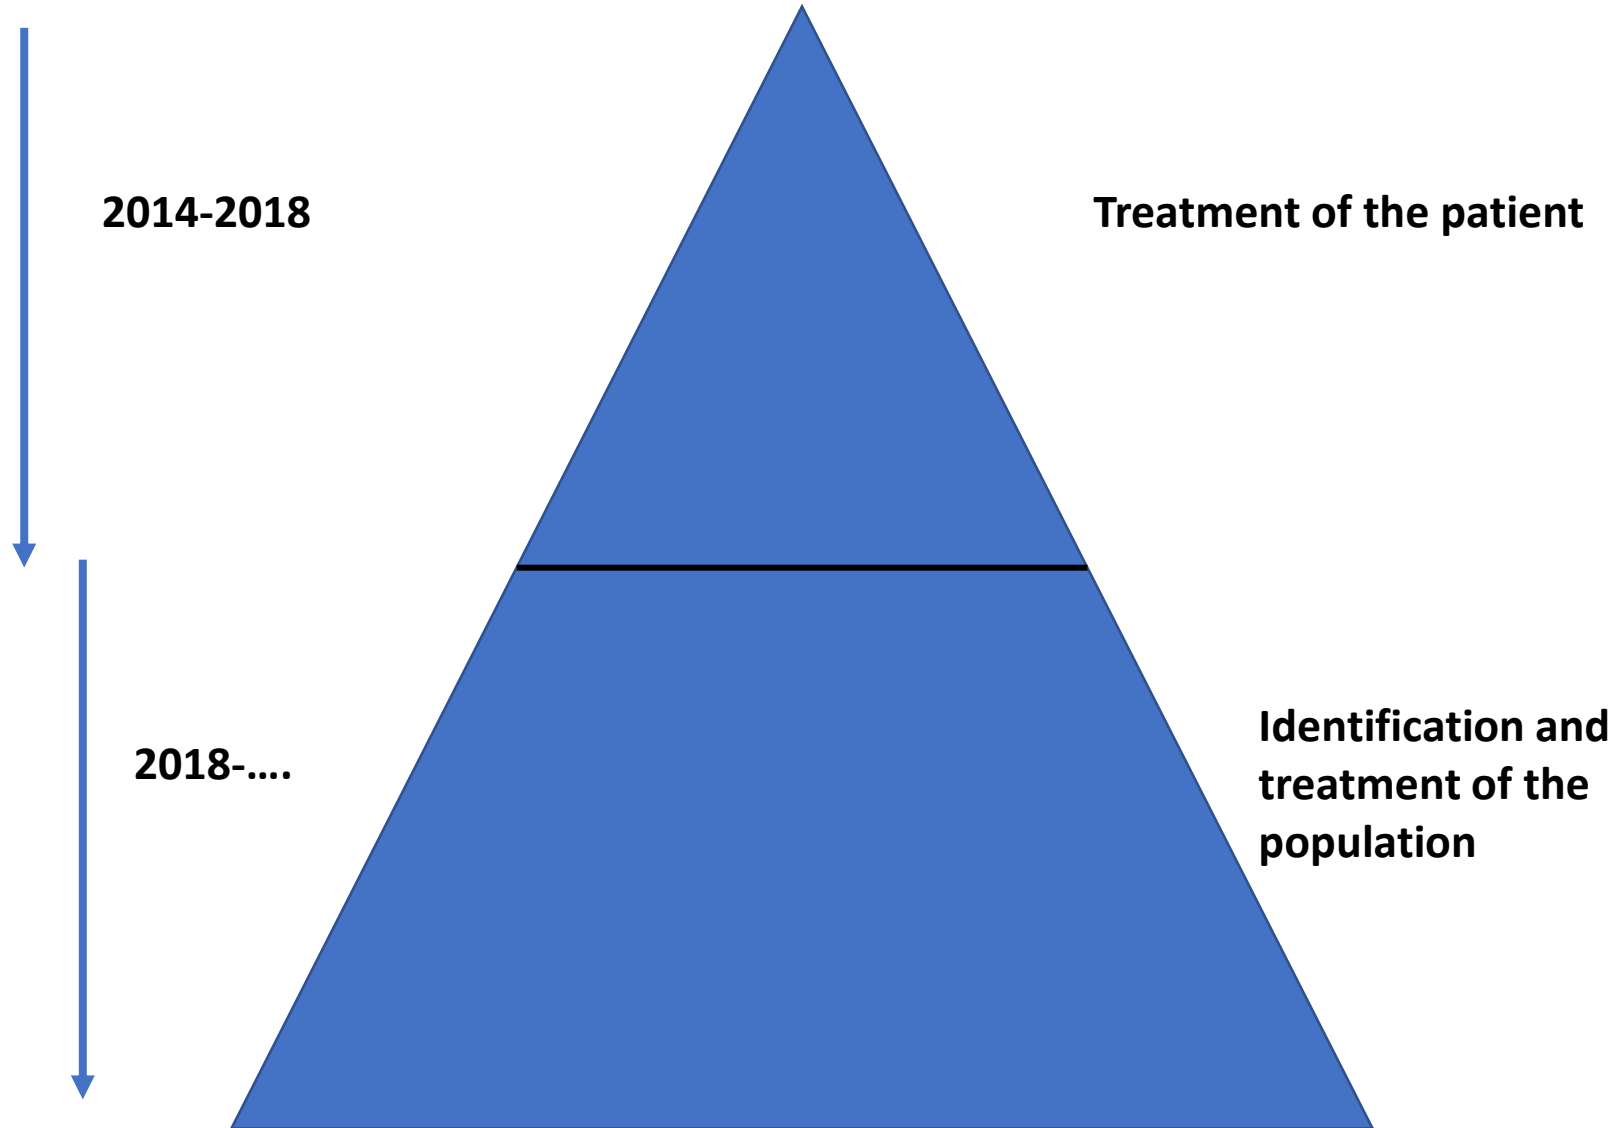 2014-2018
Treatment of the patient
2018-….
Identification and
treatment of the
population